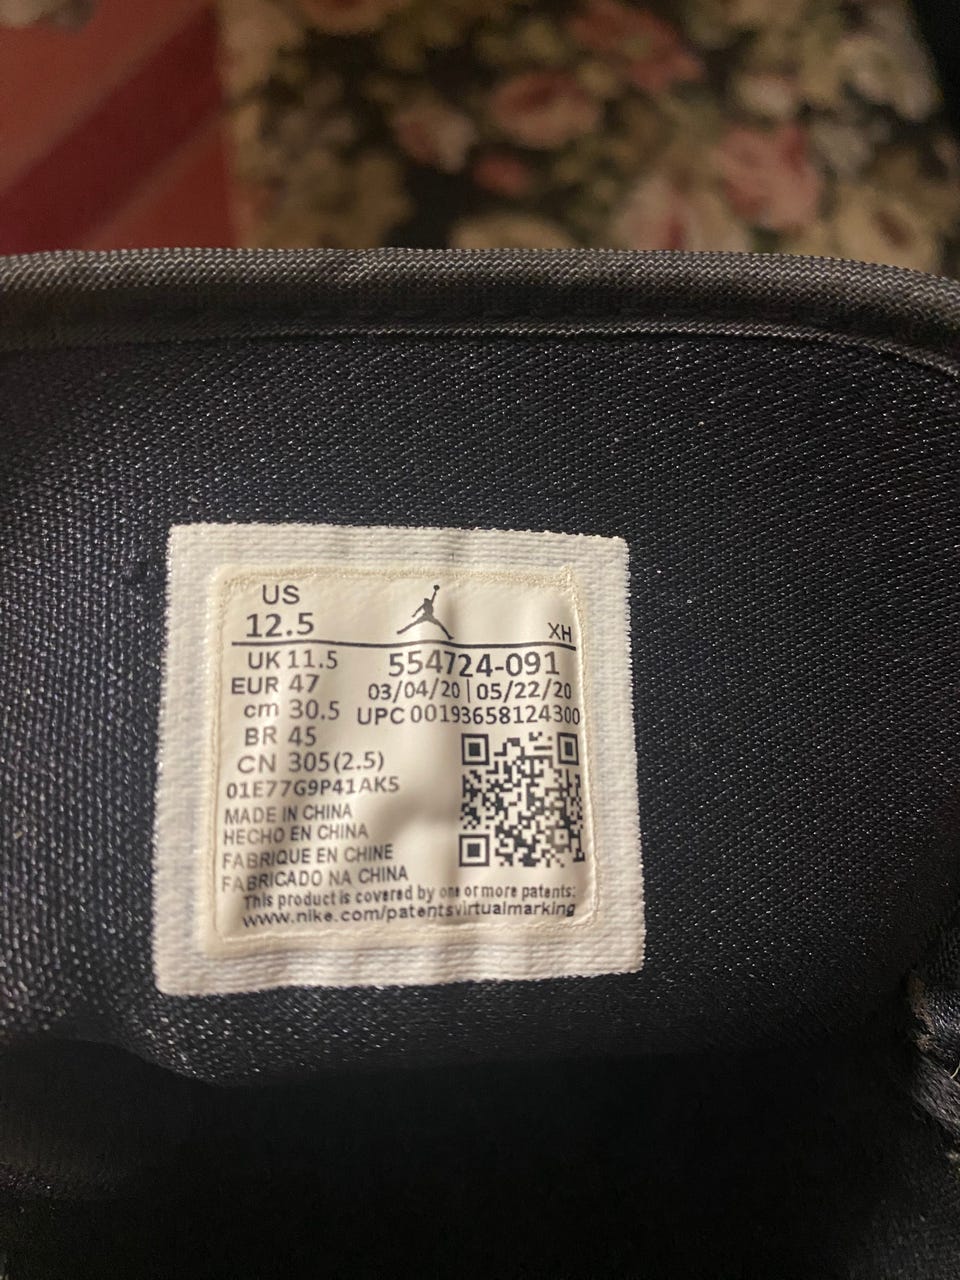 US
12.5
XH
UK 11.5
554724-091
EUR 47
03/04/20 | 05/22/20
cm 30.5
UPC 00193658124300
BR 45
CN 305(2.5)
01E77G9P41AK5
MADE IN CHINA
HECHO EN CHINA
FABRIQUE EN CHINE
FABRICADO NA CHINA
This product is covered by one or more patents:
www.nike.com/patentsvirtualmarking